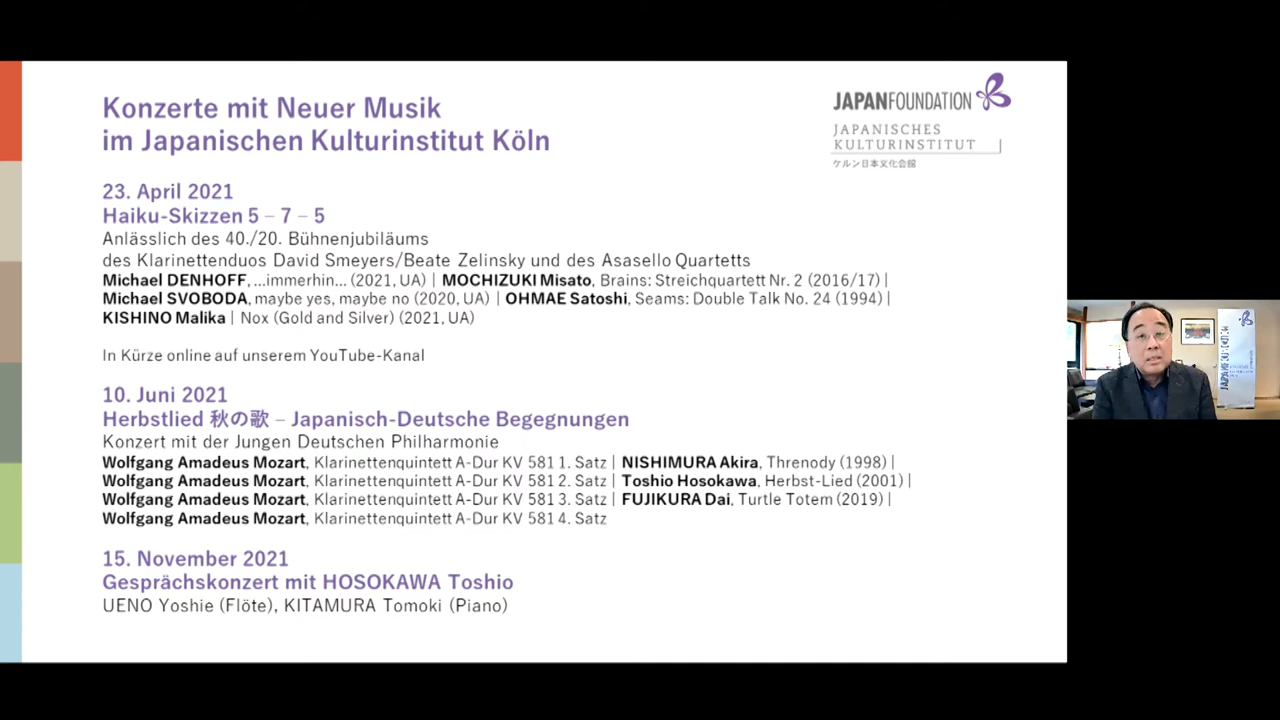 Konzerte mit Neuer Musik
im Japanischen Kulturinstitut Köln
JAPANFOUNDATION
JAPANISCHES
KULTURINSTITUT
ケルン日本文化会館
23. April 2021
Haiku-Skizzen 5 – 7 – 5
Anlässlich des 40./20. Bühnenjubiläums
des Klarinettenduos David Smeyers/Beate Zelinsky und des Asasello Quartetts
Michael DENHOFF, ...immerhin... (2021, UA) | MOCHIZUKI Misato, Brains: Streichquartett Nr. 2 (2016/17) |
Michael SVOBODA, maybe yes, maybe no (2020, UA) | OHMAE Satoshi, Seams: Double Talk No. 24 (1994) |
KISHINO Malika | Nox (Gold and Silver) (2021, UA)
In Kürze online auf unserem YouTube-Kanal
10. Juni 2021
Herbstlied 秋の歌 – Japanisch-Deutsche Begegnungen
Konzert mit der Jungen Deutschen Philharmonie
Wolfgang Amadeus Mozart, Klarinettenquintett A-Dur KV 581 1. Satz | NISHIMURA Akira, Threnody (1998) |
Wolfgang Amadeus Mozart, Klarinettenquintett A-Dur KV 581 2. Satz | Toshio Hosokawa, Herbst-Lied (2001) |
Wolfgang Amadeus Mozart, Klarinettenquintett A-Dur KV 581 3. Satz | FUJIKURA Dai, Turtle Totem (2019) |
Wolfgang Amadeus Mozart, Klarinettenquintett A-Dur KV 581 4. Satz
15. November 2021
Gesprächskonzert mit HOSOKAWA Toshio
UENO Yoshie (Flöte), KITAMURA Tomoki (Piano)
JAPANFOUNDATION